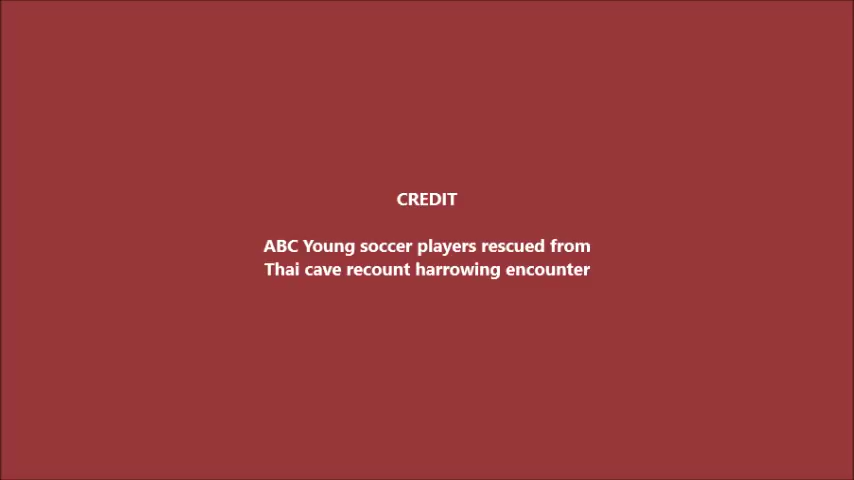 CREDIT
ABC Young soccer players rescued from
Thai cave recount harrowing encounter